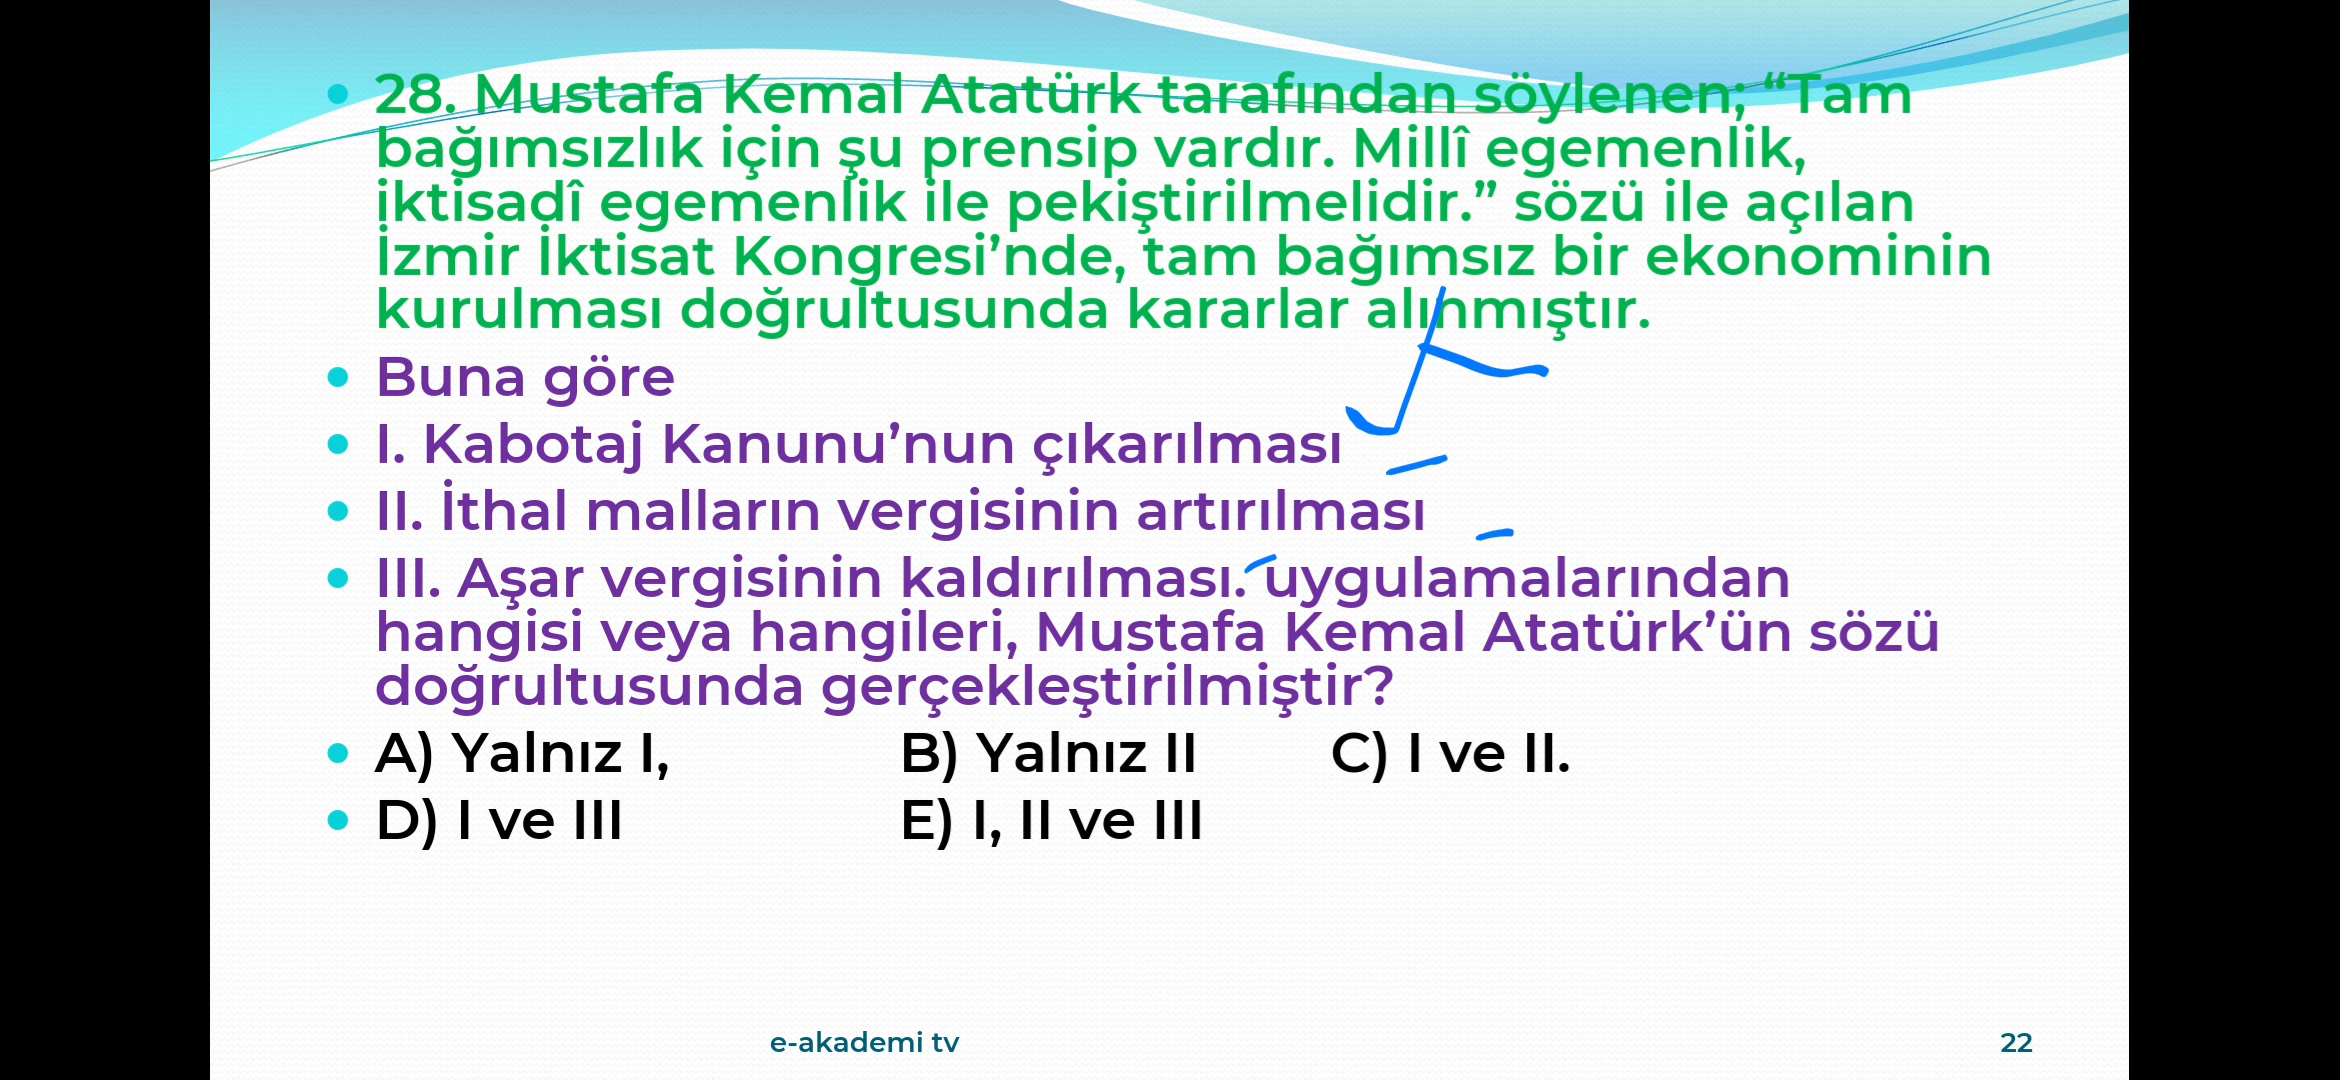 28. Mustafa Kemal Atatürk tarafından söylenen; “Tam
bağımsızlık için şu prensip vardır. Millî egemenlik,
iktisadî egemenlik ile pekiştirilmelidir.” sözü ile açılan
İzmir İktisat Kongresi’nde, tam bağımsız bir ekonominin
kurulması doğrultusunda kararlar alınmıştır.
Buna göre
I. Kabotaj Kanunu’nun çıkarılması
II. İthal malların vergisinin artırılması
III. Aşar vergisinin kaldırılması. uygulamalarından
hangisi veya hangileri, Mustafa Kemal Atatürk’ün sözü
doğrultusunda gerçekleştirilmiştir?
A) Yalnız I, B) Yalnız II C) I ve II.
D) I ve III E) I, II ve III
e-akademi tv 22